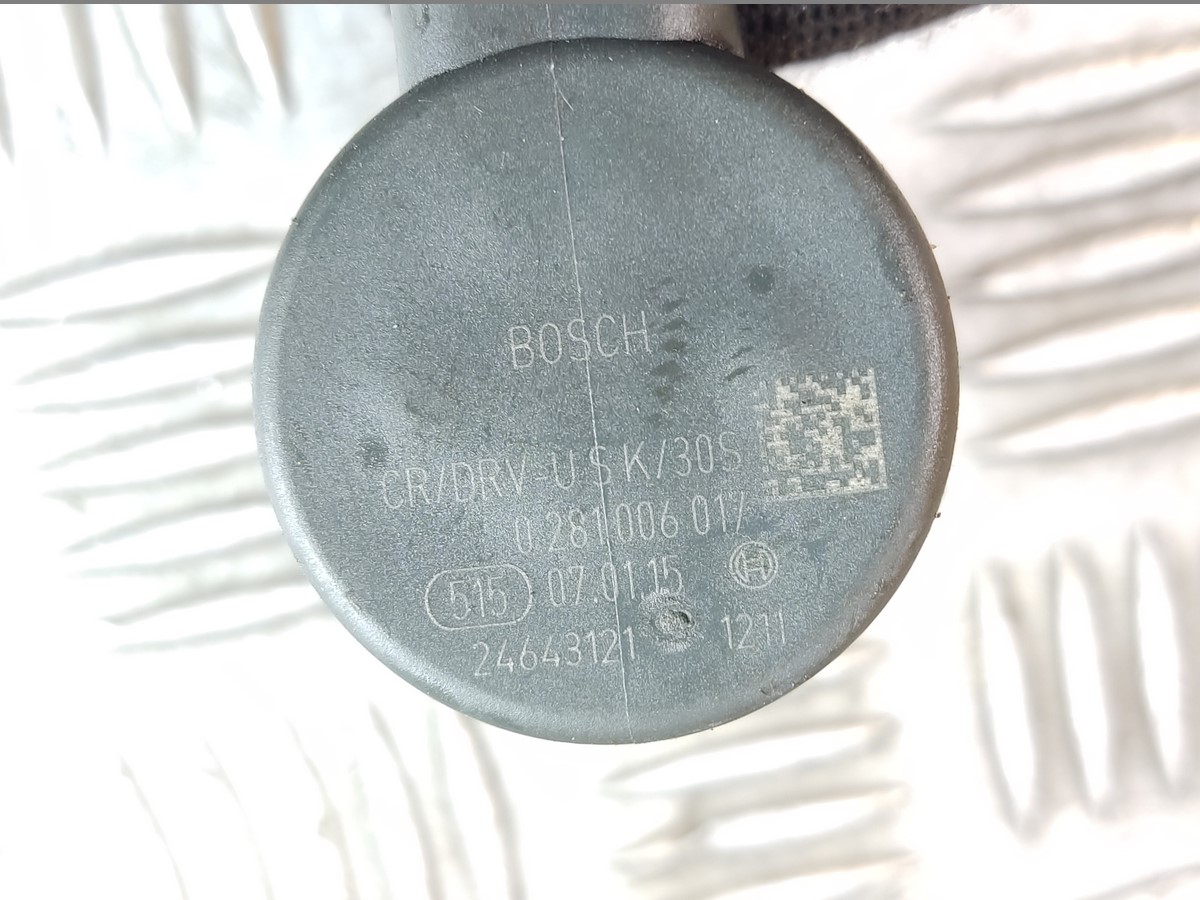 BOSCH
CR/DRV-U S K/30S
0 281 006 017
515 07.01.15
24643121 1211